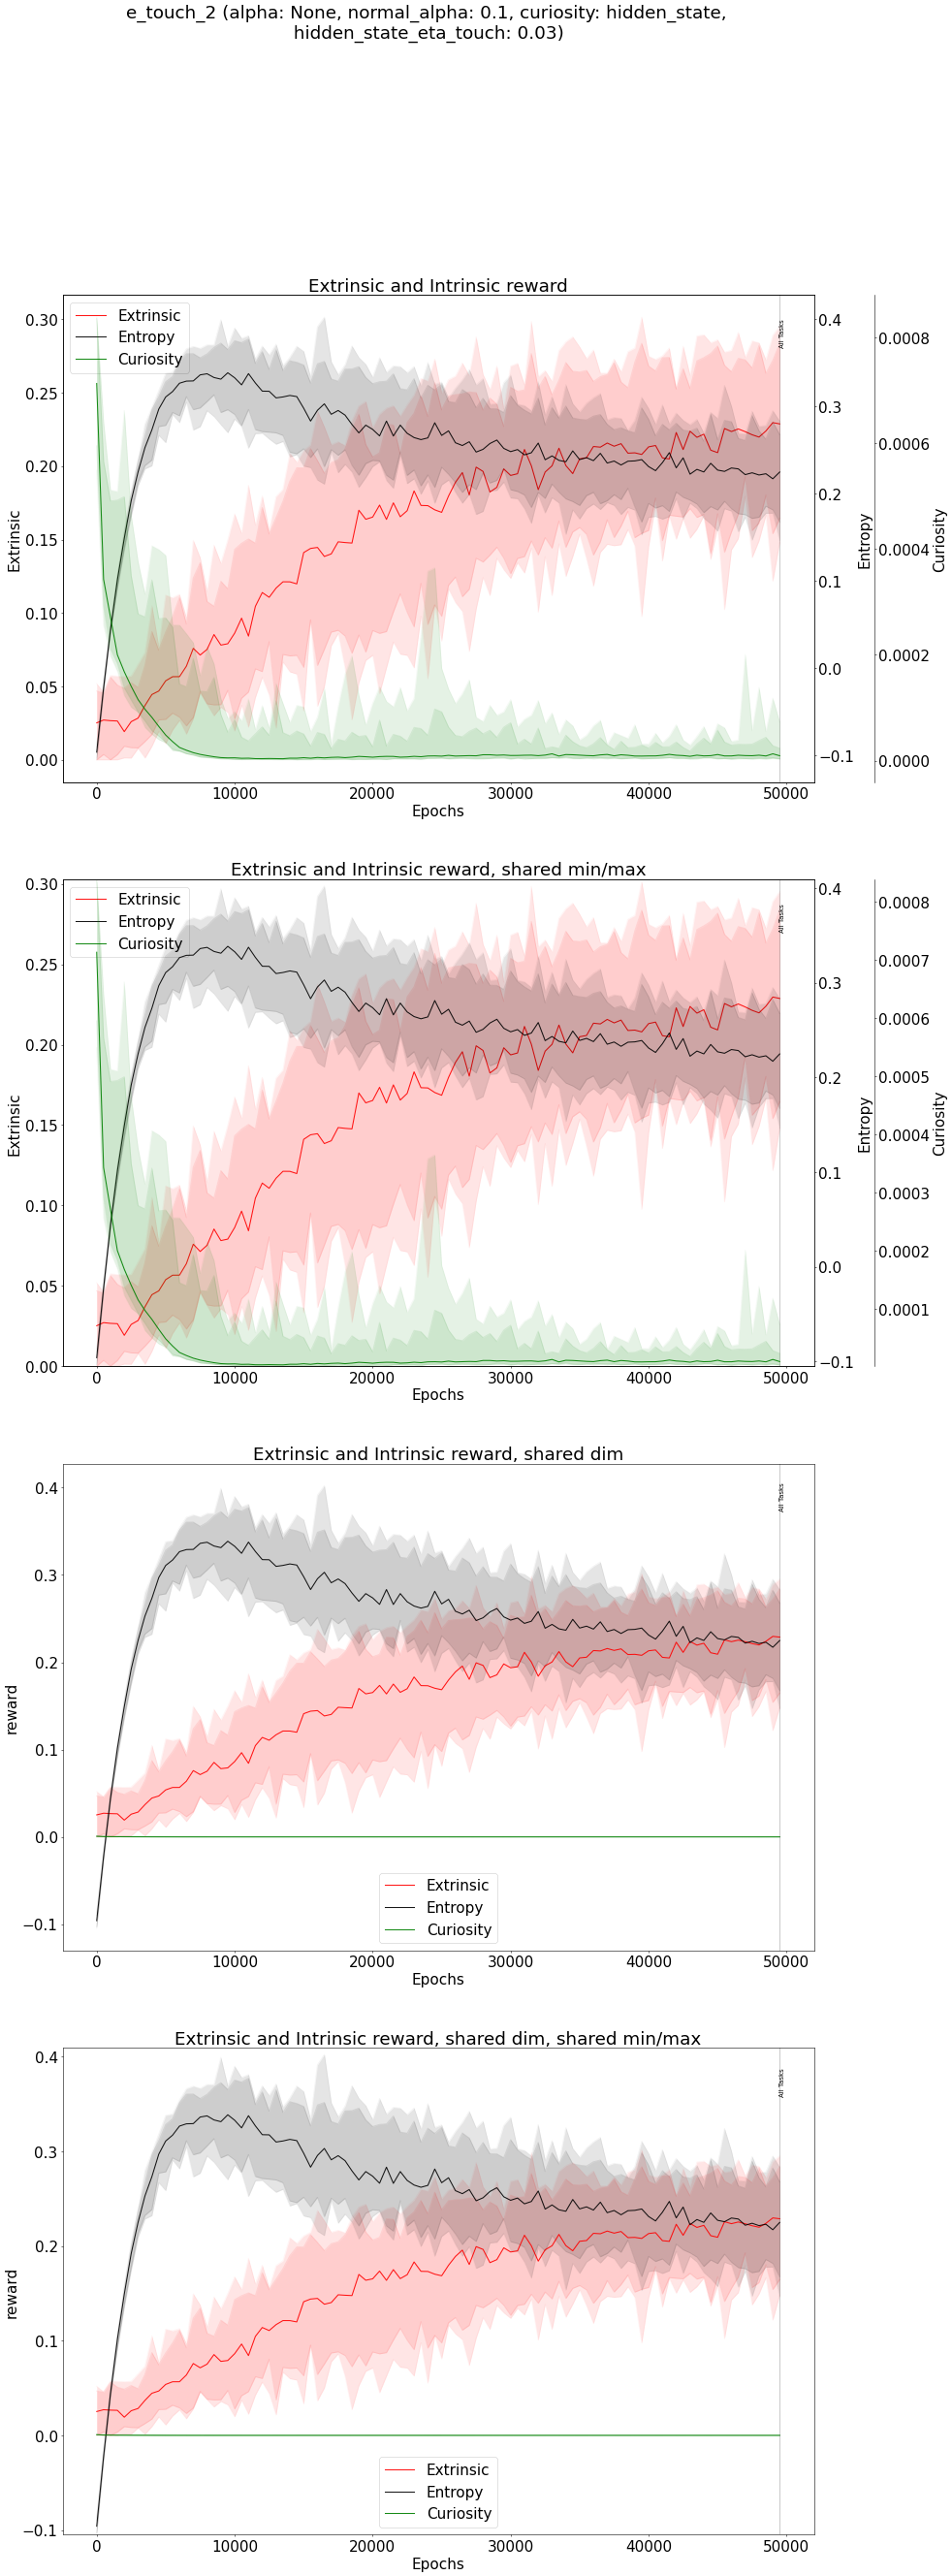 e_touch_2 (alpha: None, normal_alpha: 0.1, curiosity: hidden_state,
hidden_state_eta_touch: 0.03)
Extrinsic and Intrinsic reward
Extrinsic
Entropy
Curiosity
All Tasks
0.30
0.25
0.20
0.15
0.10
0.05
0.00
Extrinsic
0.4
0.3
0.2
0.1
0.0
−0.1
Entropy
0.0008
0.0006
0.0004
0.0002
0.0000
Curiosity
0 10000 20000 30000 40000 50000
Epochs
Extrinsic and Intrinsic reward, shared min/max
Extrinsic
Entropy
Curiosity
All Tasks
0.30
0.25
0.20
0.15
0.10
0.05
0.00
Extrinsic
0.4
0.3
0.2
0.1
0.0
−0.1
Entropy
0.0008
0.0007
0.0006
0.0005
0.0004
0.0003
0.0002
0.0001
Curiosity
0 10000 20000 30000 40000 50000
Epochs
Extrinsic and Intrinsic reward, shared dim
All Tasks
0.4
0.3
0.2
0.1
0.0
−0.1
reward
Extrinsic
Entropy
Curiosity
0 10000 20000 30000 40000 50000
Epochs
Extrinsic and Intrinsic reward, shared dim, shared min/max
All Tasks
0.4
0.3
0.2
0.1
0.0
−0.1
reward
Extrinsic
Entropy
Curiosity
0 10000 20000 30000 40000 50000
Epochs